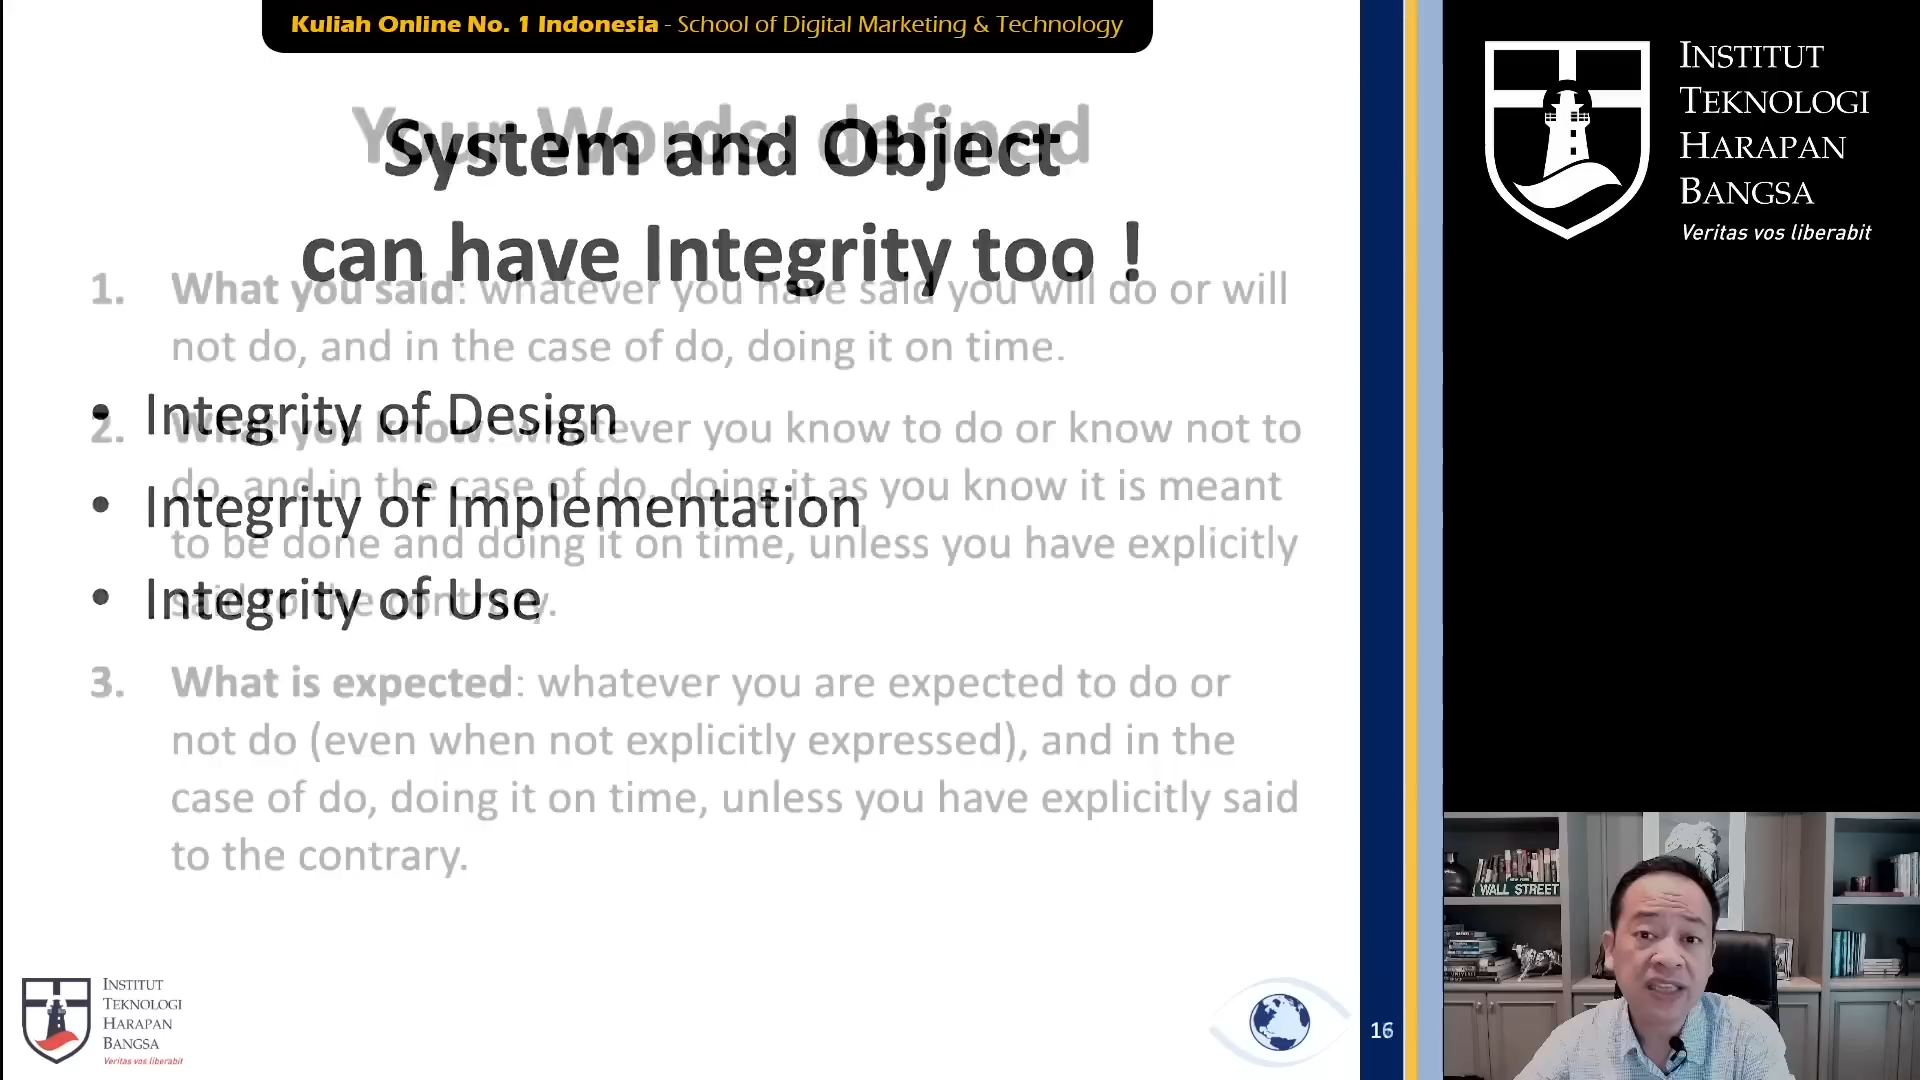 Kuliah Online No. 1 Indonesia - School of Digital Marketing & Technology
Your Words: defined
System and Object
can have Integrity too !
1. What you said: whatever you have said you will do or will
not do, and in the case of do, doing it on time.
• Integrity of Design
2. What you know: whatever you know to do or know not to
do, and in the case of do, doing it as you know it is meant
• Integrity of Implementation
to be done and doing it on time, unless you have explicitly
• Integrity of Use
said to the contrary.
3. What is expected: whatever you are expected to do or
not do (even when not explicitly expressed), and in the
case of do, doing it on time, unless you have explicitly said
to the contrary.
INSTITUT
TEKNOLOGI
HARAPAN
BANGSA
Veritas vos liberabit
16
INSTITUT
TEKNOLOGI
HARAPAN
BANGSA
Veritas vos liberabit
WALL STREET